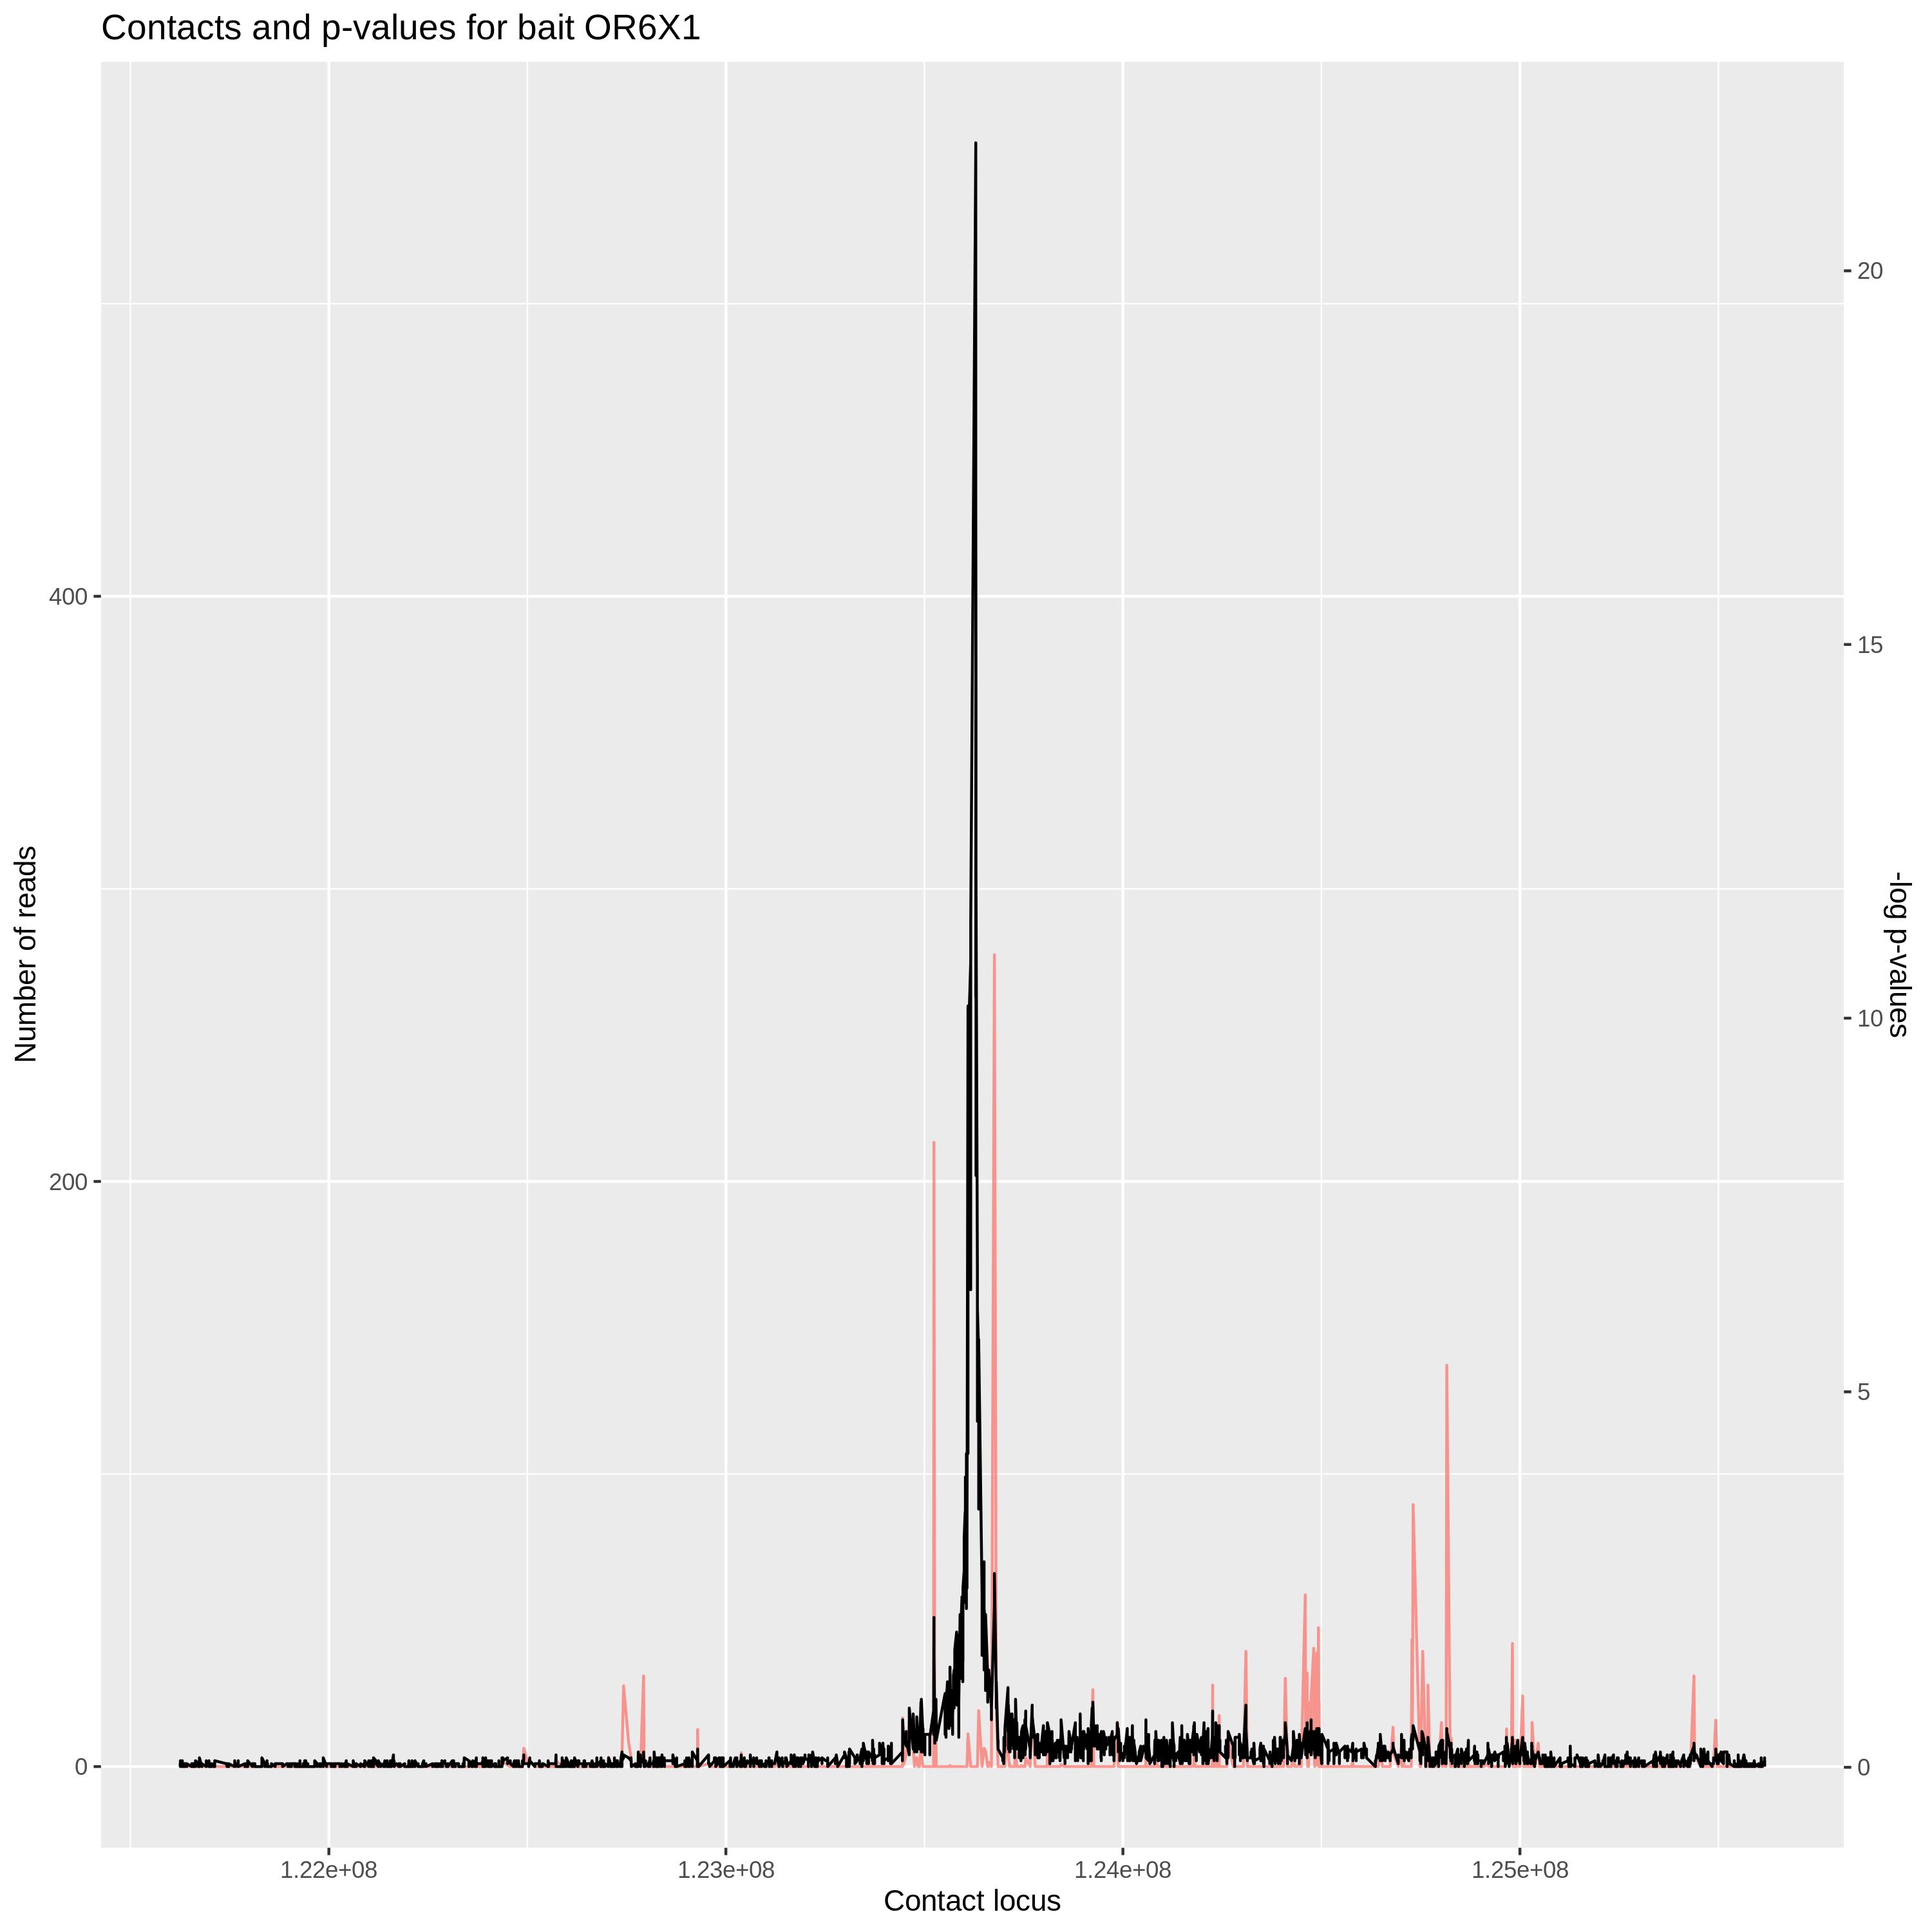 Contacts and p-values for bait OR6X1
Number of reads
400
200
0
20
15
10
5
0
-log p-values
1.22e+08 1.23e+08 1.24e+08 1.25e+08
Contact locus